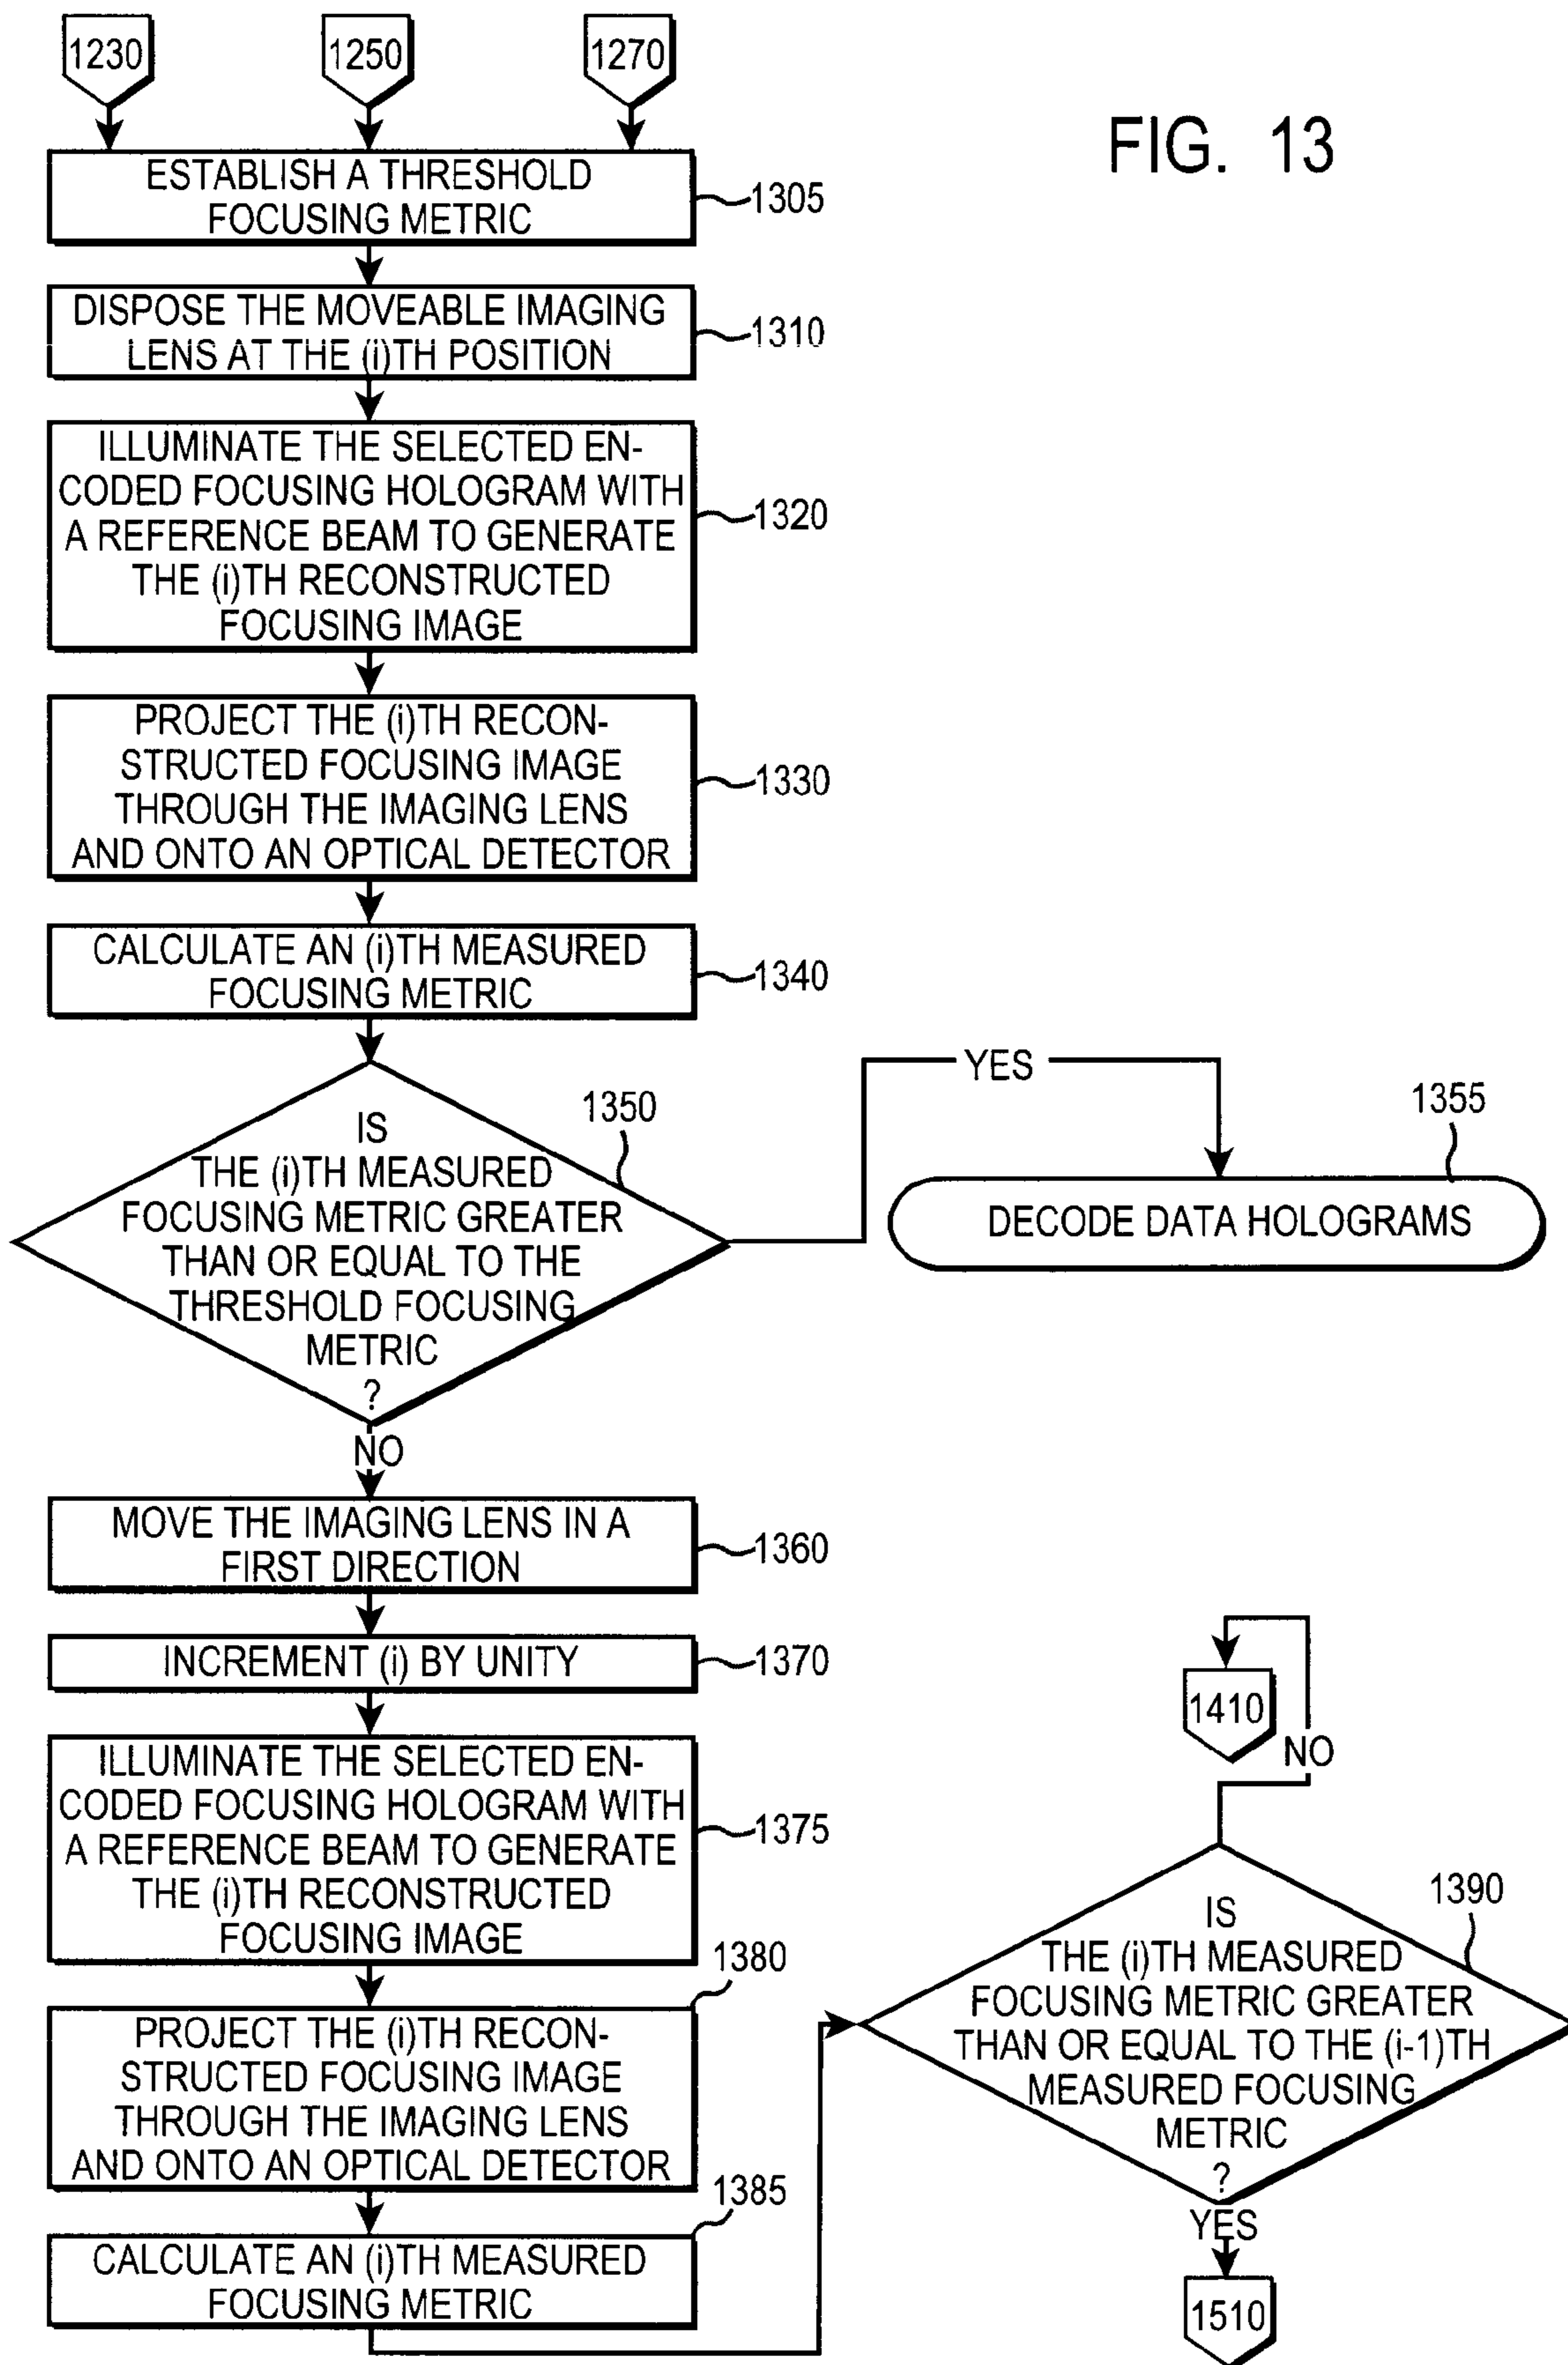 1230
1250
1270
FIG. 13
ESTABLISH A THRESHOLD
FOCUSING METRIC
1305
DISPOSE THE MOVEABLE IMAGING
LENS AT THE (i)TH POSITION
1310
ILLUMINATE THE SELECTED EN-
CODED FOCUSING HOLOGRAM WITH
A REFERENCE BEAM TO GENERATE
THE (i)TH RECONSTRUCTED
FOCUSING IMAGE
1320
PROJECT THE (i)TH RECON-
STRUCTED FOCUSING IMAGE
THROUGH THE IMAGING LENS
AND ONTO AN OPTICAL DETECTOR
1330
CALCULATE AN (i)TH MEASURED
FOCUSING METRIC
1340
IS
THE (i)TH MEASURED
FOCUSING METRIC GREATER
THAN OR EQUAL TO THE
THRESHOLD FOCUSING
METRIC
?
1350
YES
1355
DECODE DATA HOLOGRAMS
NO
MOVE THE IMAGING LENS IN A
FIRST DIRECTION
1360
INCREMENT (i) BY UNITY
1370
ILLUMINATE THE SELECTED EN-
CODED FOCUSING HOLOGRAM WITH
A REFERENCE BEAM TO GENERATE
THE (i)TH RECONSTRUCTED
FOCUSING IMAGE
1375
1380
PROJECT THE (i)TH RECON-
STRUCTED FOCUSING IMAGE
THROUGH THE IMAGING LENS
AND ONTO AN OPTICAL DETECTOR
1385
CALCULATE AN (i)TH MEASURED
FOCUSING METRIC
1410
NO
1390
IS
THE (i)TH MEASURED
FOCUSING METRIC GREATER
THAN OR EQUAL TO THE (i-1)TH
MEASURED FOCUSING
METRIC
?
YES
1510